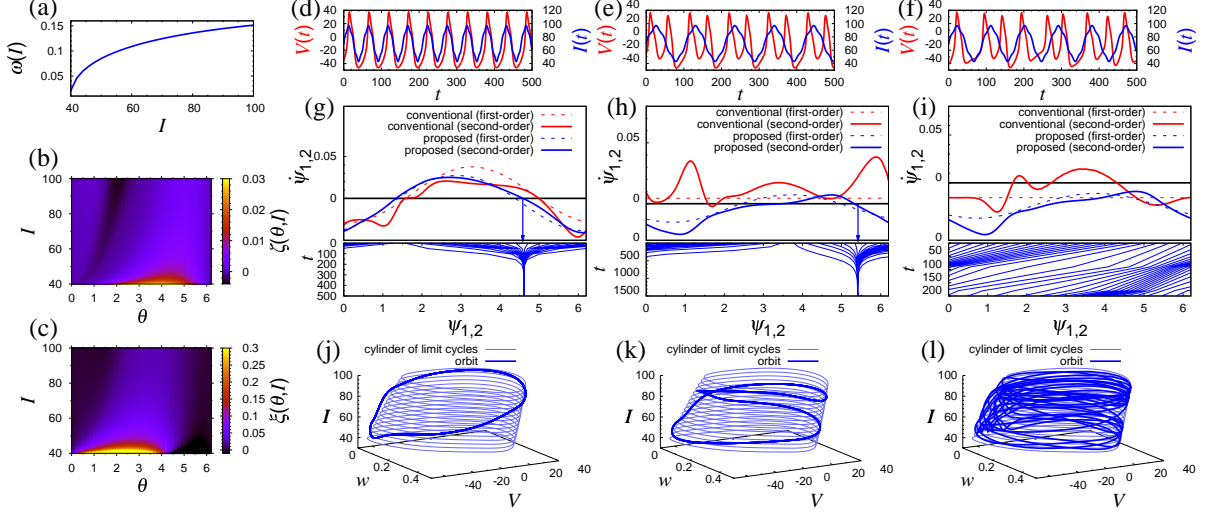 (a)
0.15
0.10
0.05
ω(I)
40 60 80 100
I
(b)
100
80
60
40
I
0 1 2 3 4 5 6
θ
0.03
0.02
0.01
0
ζ(θ,I)
(c)
100
80
60
40
I
0 1 2 3 4 5 6
θ
0.3
0.25
0.2
0.15
0.1
0.05
0
ξ(θ,I)
(d)
V(t)
20
0
-20
-40
0 100 200 300 400 500
t
120
100
80
60
40
I(t)
(e)
V(t)
20
0
-20
-40
0 100 200 300 400 500
t
120
100
80
60
40
I(t)
(f)
V(t)
20
0
-20
-40
0 100 200 300 400 500
t
120
100
80
60
40
I(t)
(g)
conventional (first-order)
conventional (second-order)
proposed (first-order)
proposed (second-order)
0.05
0
ψ̇1,2
0
100
200
300
400
500
t
0 1 2 3 4 5 6
ψ1,2
(h)
conventional (first-order)
conventional (second-order)
proposed (first-order)
proposed (second-order)
0.05
0
0
ψ̇1,2
500
1000
1500
t
0 1 2 3 4 5 6
ψ1,2
(i)
conventional (first-order)
conventional (second-order)
proposed (first-order)
proposed (second-order)
0.05
0
0
ψ̇1,2
50
100
150
200
t
0 1 2 3 4 5 6
ψ1,2
(j)
cylinder of limit cycles
orbit
100
80
60
40
I
0
0.2
0.4
w
-40 -20 0 20 40
V
(k)
cylinder of limit cycles
orbit
100
80
60
40
I
0
0.2
0.4
w
-40 -20 0 20 40
V
(l)
cylinder of limit cycles
orbit
100
80
60
40
I
0
0.2
0.4
w
-40 -20 0 20 40
V